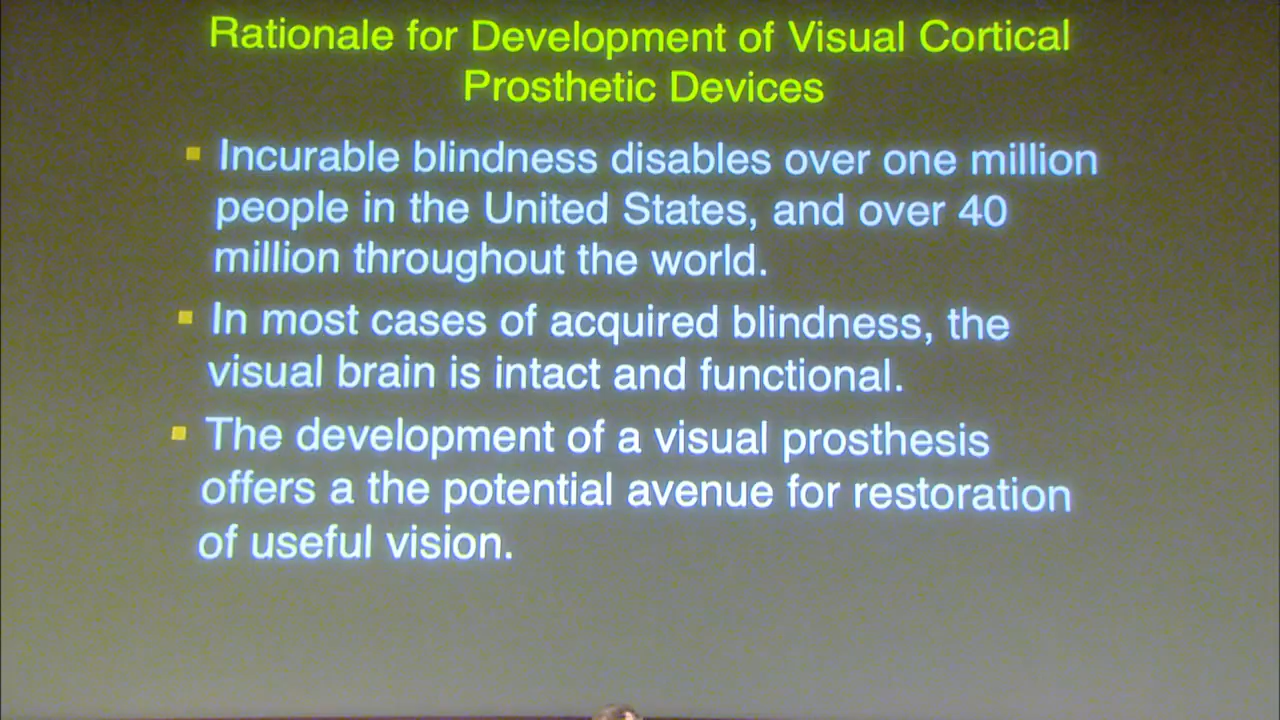 Rationale for Development of Visual Cortical
Prosthetic Devices
Incurable blindness disables over one million
people in the United States, and over 40
million throughout the world.
In most cases of acquired blindness, the
visual brain is intact and functional.
The development of a visual prosthesis
offers a the potential avenue for restoration
of useful vision.